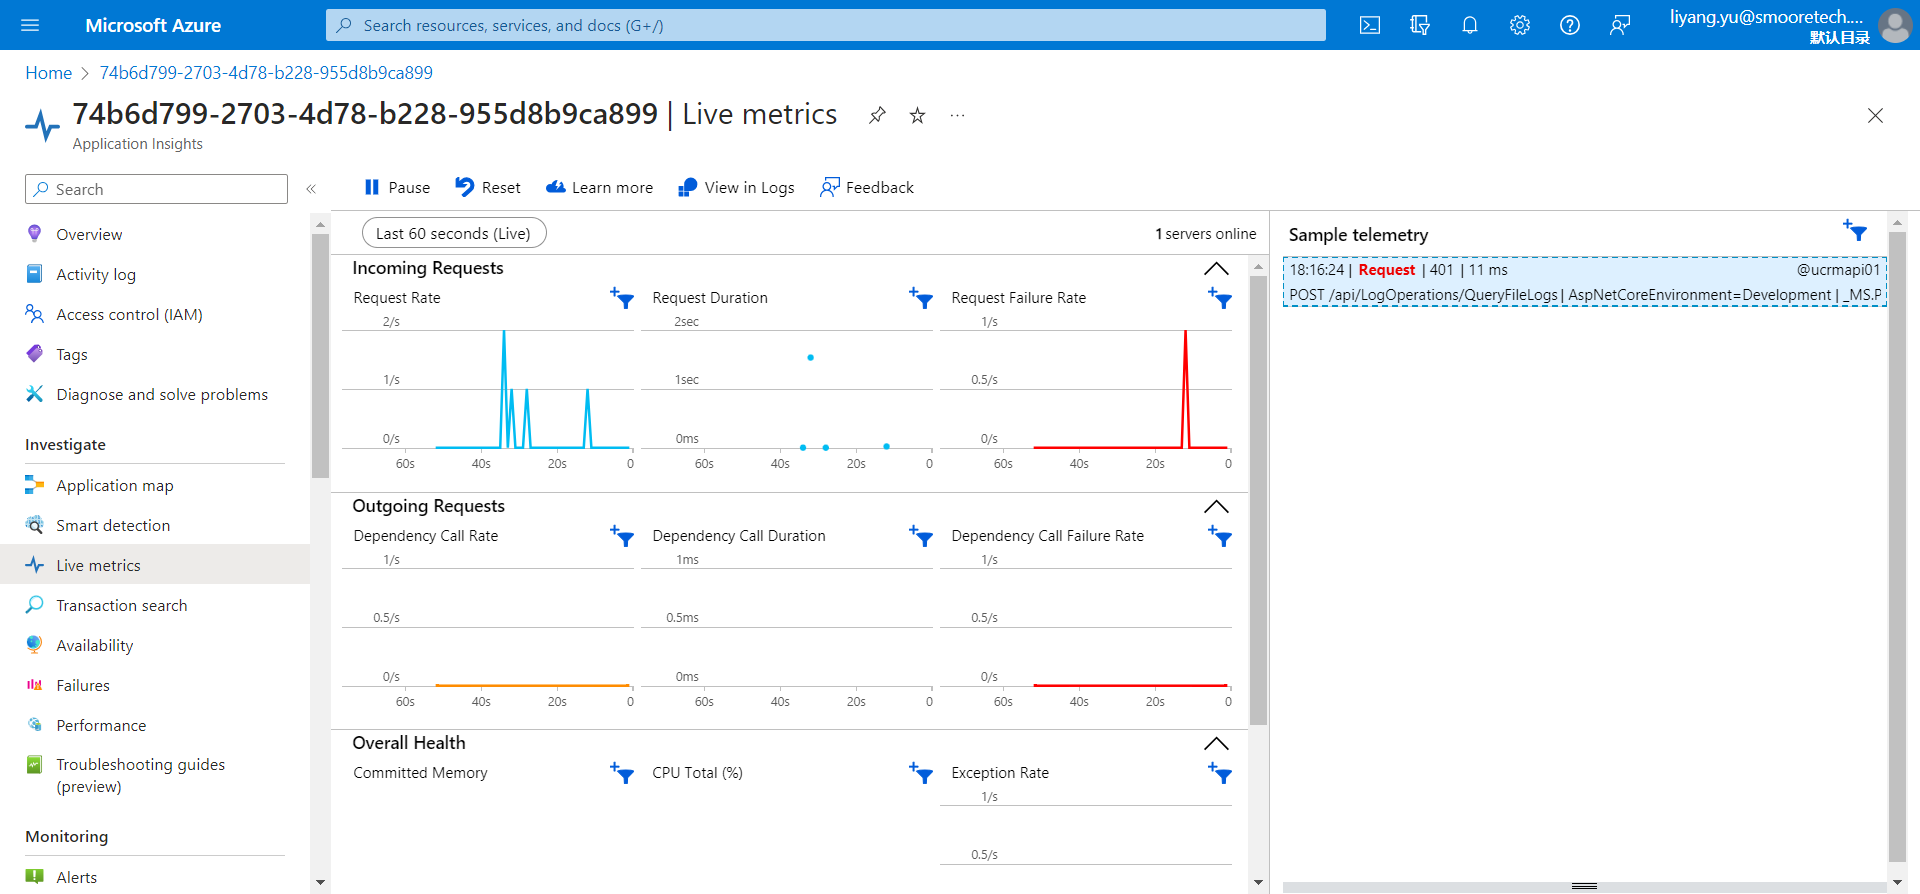 Microsoft Azure
Search resources, services, and docs (G+/)
liyang.yu@smooretech....
默认目录
Home > 74b6d799-2703-4d78-b228-955d8b9ca899
74b6d799-2703-4d78-b228-955d8b9ca899 | Live metrics
Application Insights
Search
Overview
Activity log
Access control (IAM)
Tags
Diagnose and solve problems
Investigate
Application map
Smart detection
Live metrics
Transaction search
Availability
Failures
Performance
Troubleshooting guides
(preview)
Monitoring
Alerts
Pause Reset Learn more View in Logs Feedback
Last 60 seconds (Live)
1 servers online
Incoming Requests
Request Rate
2/s
1/s
0/s
60s 40s 20s 0
Request Duration
2sec
1sec
0ms
60s 40s 20s 0
Request Failure Rate
1/s
0.5/s
0/s
60s 40s 20s 0
Outgoing Requests
Dependency Call Rate
1/s
0.5/s
0/s
60s 40s 20s 0
Dependency Call Duration
1ms
0.5ms
0ms
60s 40s 20s 0
Dependency Call Failure Rate
1/s
0.5/s
0/s
60s 40s 20s 0
Overall Health
Committed Memory
CPU Total (%)
Exception Rate
1/s
0.5/s
Sample telemetry
18:16:24 | Request | 401 | 11 ms @ucrmapi01
POST /api/LogOperations/QueryFileLogs | AspNetCoreEnvironment=Development | _MS.P